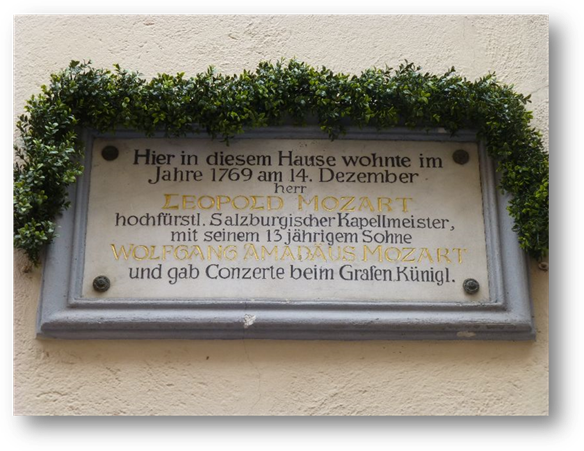 Hier in diesem Hause wohnte im
Jahre 1769 am 14. Dezember
herr
LEOPOLD MOZART
hochfürstl. Salzburgischer Kapellmeister,
mit seinem 13 jährigem Sohne
WOLFGANG AMADÄUS MOZART
und gab Conzerte beim Grafen Künigl.